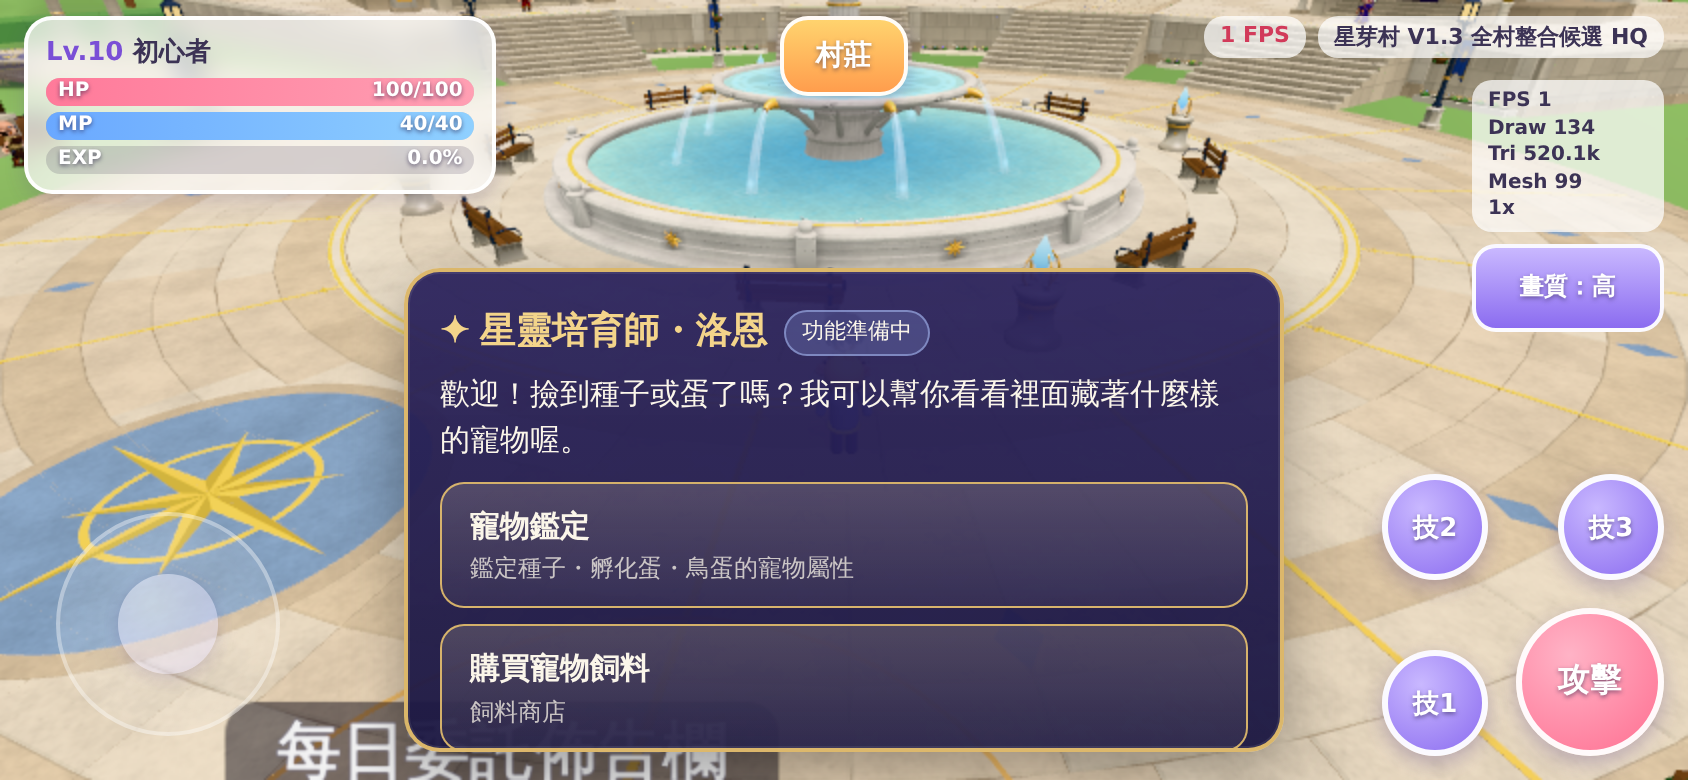 Lv.10 初心者
HP 100/100
MP 40/40
EXP 0.0%
村莊
1 FPS
星芽村 V1.3 全村整合候選 HQ
FPS 1
Draw 134
Tri 520.1k
Mesh 99
1x
畫質：高
✦ 星靈培育師・洛恩 功能準備中
歡迎！撿到種子或蛋了嗎？我可以幫你看看裡面藏著什麼樣
的寵物喔。
寵物鑑定
鑑定種子・孵化蛋・鳥蛋的寵物屬性
購買寵物飼料
飼料商店
技2
技3
技1
攻擊
每日委託佈告欄